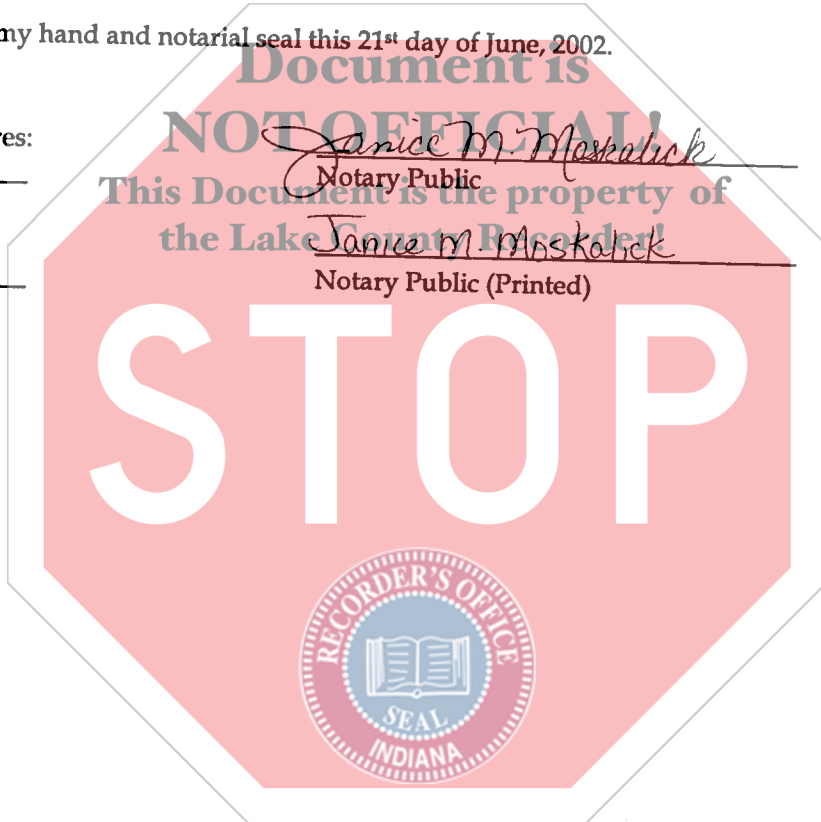 my hand and notarial seal this 21st day of June, 2002.
Document is
NOT OFFICIAL!
res:
Janice M. Moskalick
Notary Public
This Document is the property of
the Lake County Recorder!
Janice M. Moskalick
Notary Public (Printed)
STOP
RECORDER'S OFFICE
SEAL
INDIANA